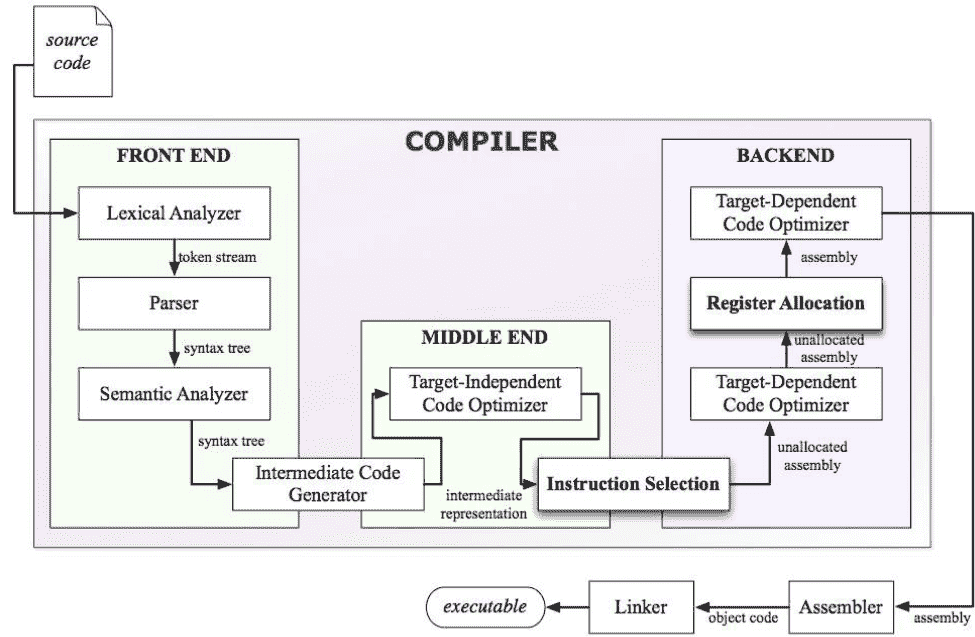 source
code
COMPILER
FRONT END
Lexical Analyzer
token stream
Parser
syntax tree
Semantic Analyzer
syntax tree
Intermediate Code
Generator
MIDDLE END
Target-Independent
Code Optimizer
intermediate
representation
Instruction Selection
BACKEND
Target-Dependent
Code Optimizer
assembly
Register Allocation
unallocated
assembly
Target-Dependent
Code Optimizer
unallocated
assembly
executable
Linker
object code
Assembler
assembly